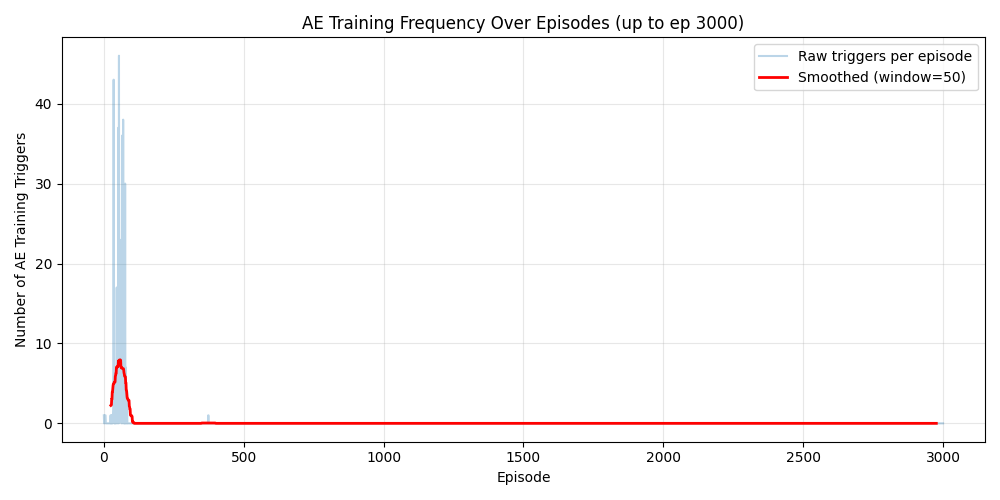 AE Training Frequency Over Episodes (up to ep 3000)
Raw triggers per episode
Smoothed (window=50)
Number of AE Training Triggers
40
30
20
10
0
0 500 1000 1500 2000 2500 3000
Episode